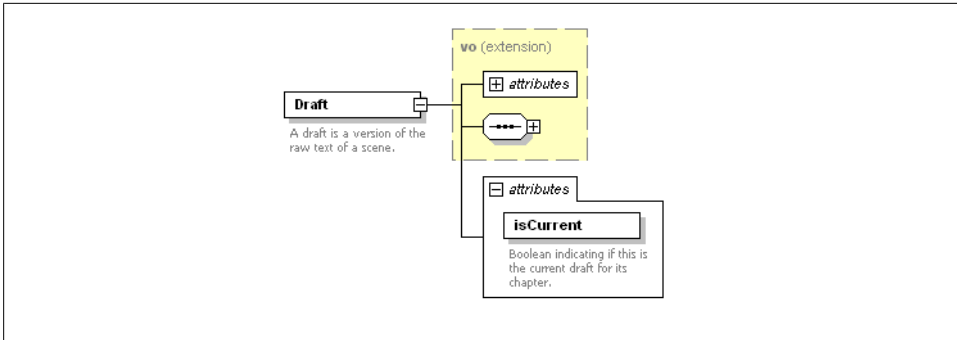 vo (extension)
attributes
Draft
A draft is a version of the
raw text of a scene.
attributes
isCurrent
Boolean indicating if this is
the current draft for its
chapter.